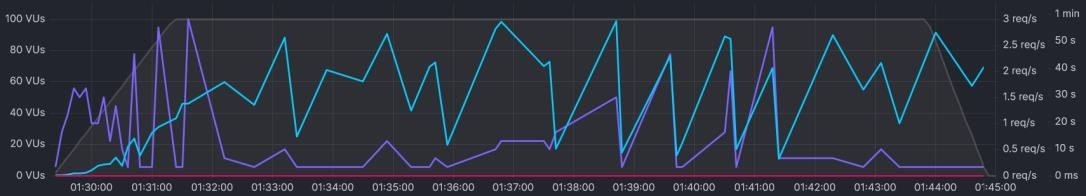 100 VUs
80 VUs
60 VUs
40 VUs
20 VUs
0 VUs
3 req/s
2.5 req/s
2 req/s
1.5 req/s
1 req/s
0.5 req/s
0 req/s
1 min
50 s
40 s
30 s
20 s
10 s
0 ms
01:30:00 01:31:00 01:32:00 01:33:00 01:34:00 01:35:00 01:36:00 01:37:00 01:38:00 01:39:00 01:40:00 01:41:00 01:42:00 01:43:00 01:44:00 01:45:00